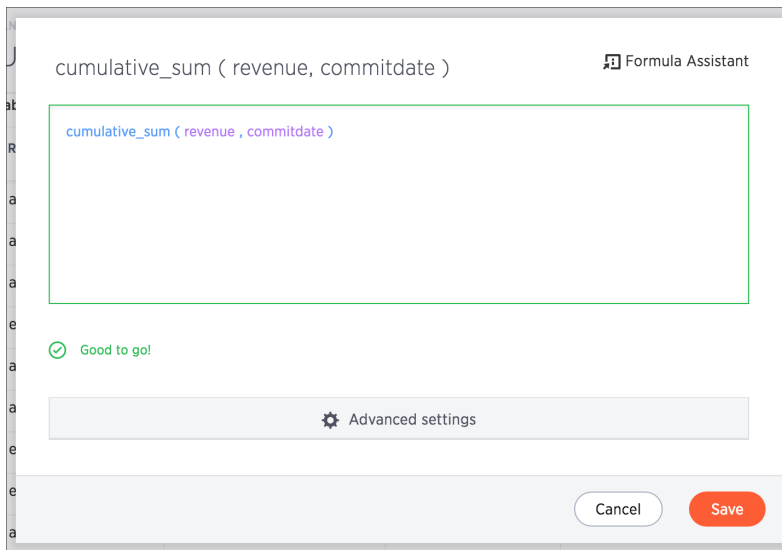 cumulative_sum ( revenue, commitdate )
Formula Assistant
cumulative_sum ( revenue , commitdate )
Good to go!
Advanced settings
Cancel
Save